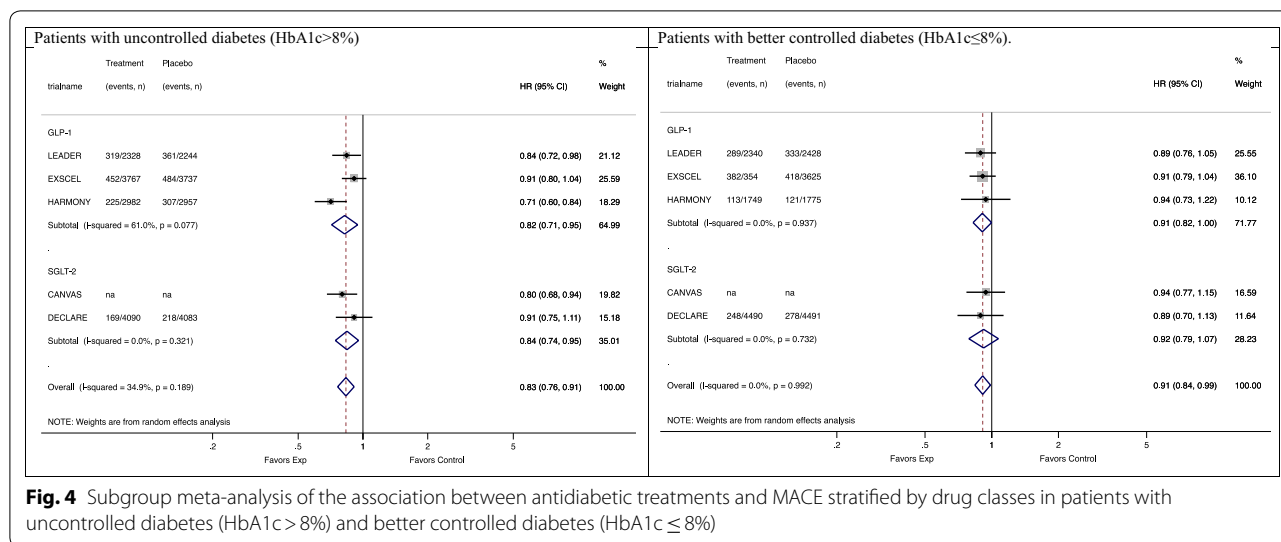 Patients with uncontrolled diabetes (HbA1c>8%)
Treatment Placebo %
trialname (events, n) (events, n) HR (95% CI) Weight
GLP-1
LEADER 319/2328 361/2244 0.84 (0.72, 0.98) 21.12
EXSCEL 452/3767 484/3737 0.91 (0.80, 1.04) 25.59
HARMONY 225/2982 307/2957 0.71 (0.60, 0.84) 18.29
Subtotal (I-squared = 61.0%, p = 0.077) 0.82 (0.71, 0.95) 64.99
.
SGLT-2
CANVAS na na 0.80 (0.68, 0.94) 19.82
DECLARE 169/4090 218/4083 0.91 (0.75, 1.11) 15.18
Subtotal (I-squared = 0.0%, p = 0.321) 0.84 (0.74, 0.95) 35.01
.
Overall (I-squared = 34.9%, p = 0.189) 0.83 (0.76, 0.91) 100.00
NOTE: Weights are from random effects analysis
.2 .5 1 2 5
Favors Exp Favors Control
Patients with better controlled diabetes (HbA1c≤8%).
Treatment Placebo %
trialname (events, n) (events, n) HR (95% CI) Weight
GLP-1
LEADER 289/2340 333/2428 0.89 (0.76, 1.05) 25.55
EXSCEL 382/354 418/3625 0.91 (0.79, 1.04) 36.10
HARMONY 113/1749 121/1775 0.94 (0.73, 1.22) 10.12
Subtotal (I-squared = 0.0%, p = 0.937) 0.91 (0.82, 1.00) 71.77
.
SGLT-2
CANVAS na na 0.94 (0.77, 1.15) 16.59
DECLARE 248/4490 278/4491 0.89 (0.70, 1.13) 11.64
Subtotal (I-squared = 0.0%, p = 0.732) 0.92 (0.79, 1.07) 28.23
.
Overall (I-squared = 0.0%, p = 0.992) 0.91 (0.84, 0.99) 100.00
NOTE: Weights are from random effects analysis
.2 .5 1 2 5
Favors Exp Favors Control
Fig. 4 Subgroup meta-analysis of the association between antidiabetic treatments and MACE stratified by drug classes in patients with
uncontrolled diabetes (HbA1c > 8%) and better controlled diabetes (HbA1c ≤ 8%)